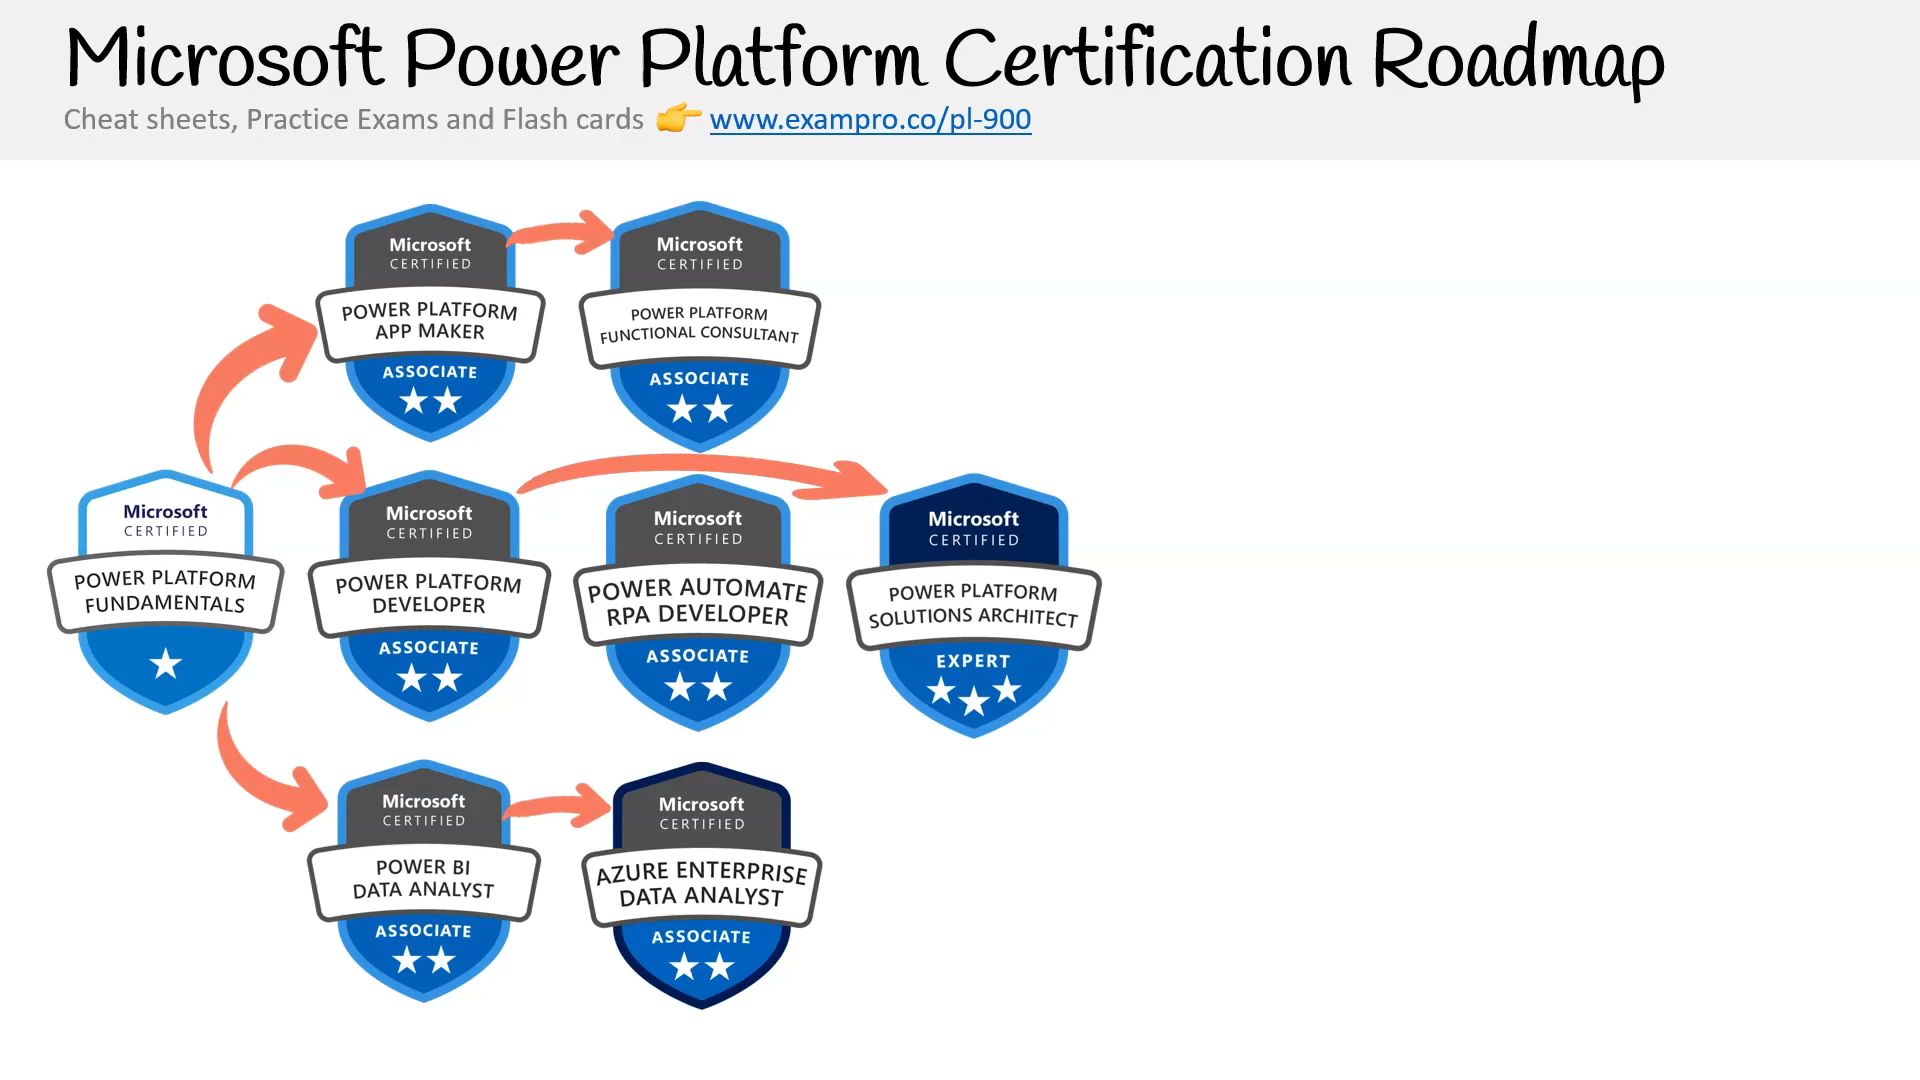 Microsoft Power Platform Certification Roadmap
Cheat sheets, Practice Exams and Flash cards 👉 www.exampro.co/pl-900
Microsoft
CERTIFIED
POWER PLATFORM
APP MAKER
ASSOCIATE
Microsoft
CERTIFIED
POWER PLATFORM
FUNCTIONAL CONSULTANT
ASSOCIATE
Microsoft
CERTIFIED
POWER PLATFORM
FUNDAMENTALS
Microsoft
CERTIFIED
POWER PLATFORM
DEVELOPER
ASSOCIATE
Microsoft
CERTIFIED
POWER AUTOMATE
RPA DEVELOPER
ASSOCIATE
Microsoft
CERTIFIED
POWER PLATFORM
SOLUTIONS ARCHITECT
EXPERT
Microsoft
CERTIFIED
POWER BI
DATA ANALYST
ASSOCIATE
Microsoft
CERTIFIED
AZURE ENTERPRISE
DATA ANALYST
ASSOCIATE